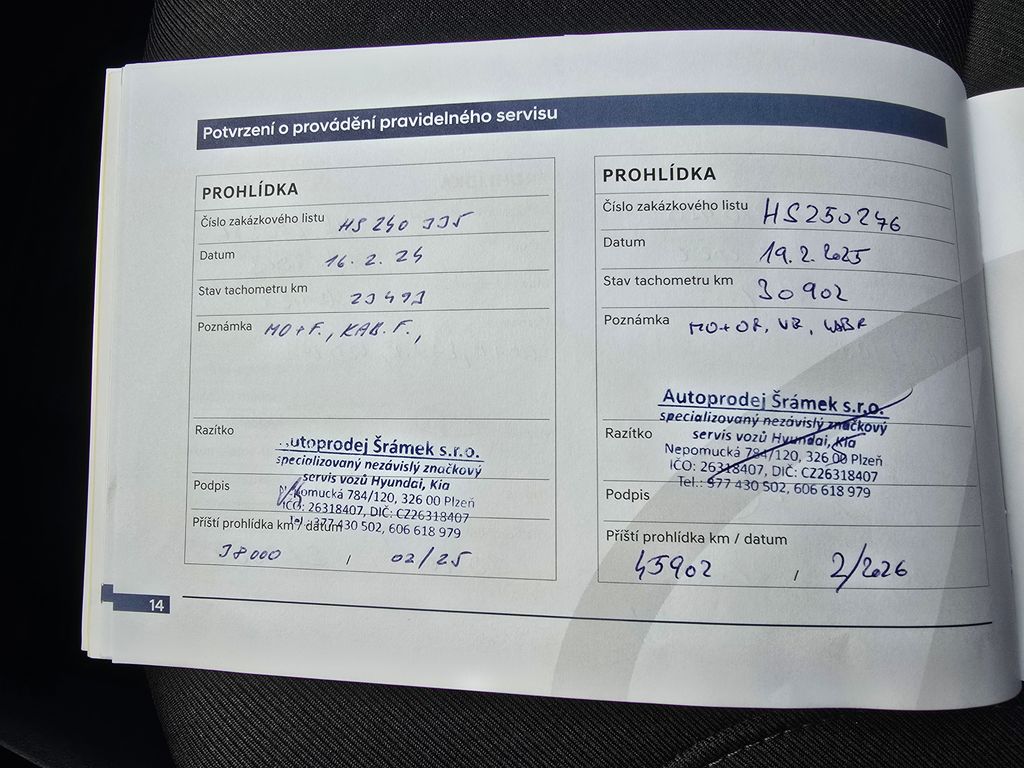 Potvrzení o provádění pravidelného servisu
PROHLÍDKA
Číslo zakázkového listu HS 240 335
Datum 16. 2. 24
Stav tachometru km 23493
Poznámka MO+F., KAB. F.,
Razítko
Autoprodej Šrámek s.r.o.
specializovaný nezávislý značkový
servis vozů Hyundai, Kia
Podpis
Nepomucká 784/120, 326 00 Plzeň
IČO: 26318407, DIČ: CZ26318407
Tel.: 377 430 502, 606 618 979
Příští prohlídka km / datum
38000 / 02/25
PROHLÍDKA
Číslo zakázkového listu HS250246
Datum 19.2.2025
Stav tachometru km 30902
Poznámka MO+OF, VF,
Autoprodej Šrámek s.r.o.
specializovaný nezávislý značkový
Razítko
servis vozů Hyundai, Kia
Nepomucká 784/120, 326 00 Plzeň
IČO: 26318407, DIČ: CZ26318407
Tel.: 377 430 502, 606 618 979
Podpis
Příští prohlídka km / datum
45902 / 2/2026
14